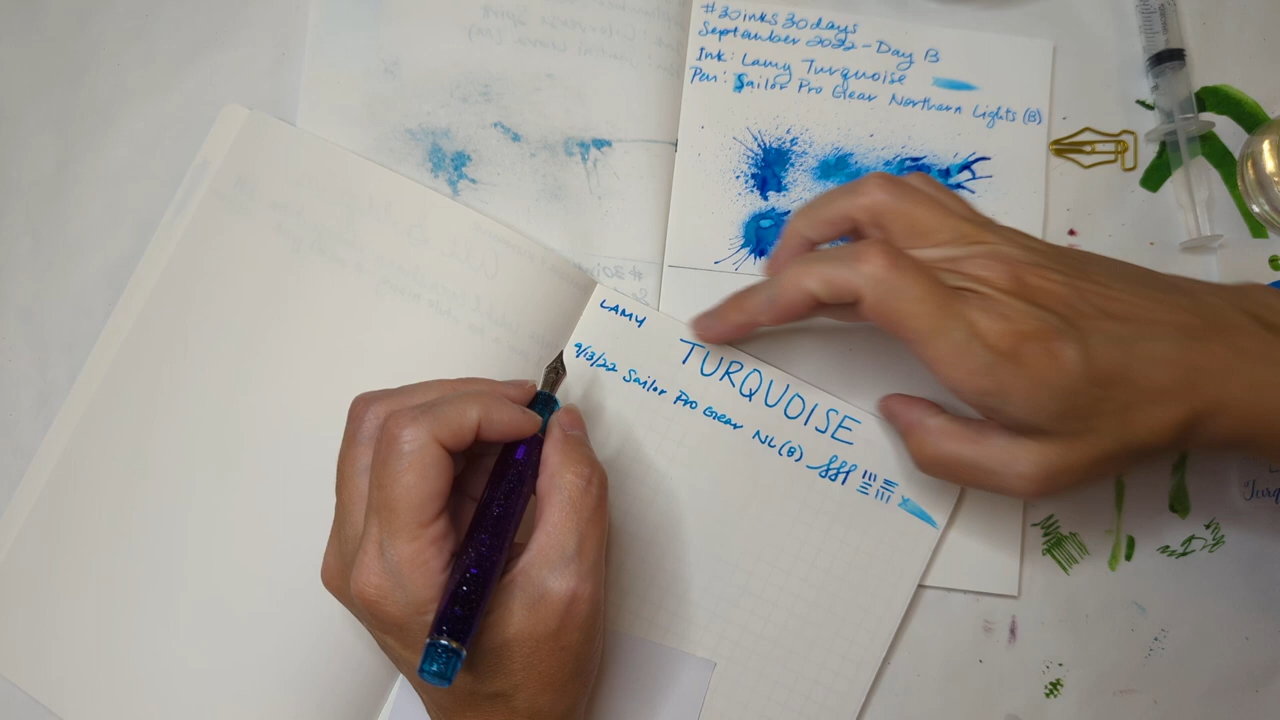 #30inks30days
September 2022-Day 13
Ink: Lamy Turquoise
Pen: Sailor Pro Gear Northern Lights (B)
LAMY
TURQUOISE
9/13/22 Sailor Pro Gear NL(B)